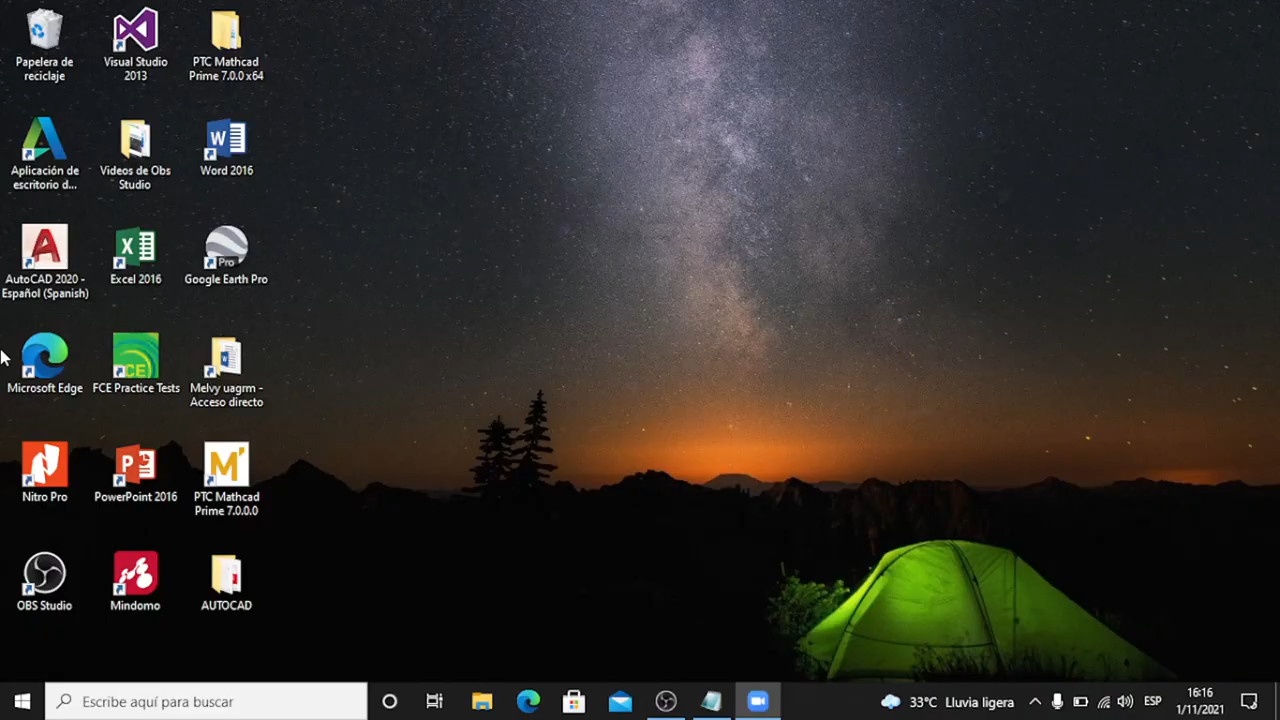 Papelera de
reciclaje
Visual Studio
2013
PTC Mathcad
Prime 7.0.0 x64
Aplicación de
escritorio d...
Videos de Obs
Studio
W
Word 2016
A
AutoCAD 2020 -
Español (Spanish)
X
Excel 2016
Pro
Google Earth Pro
Microsoft Edge
FCE
FCE Practice Tests
Melvy uagrm -
Acceso directo
Nitro Pro
P
PowerPoint 2016
M'
PTC Mathcad
Prime 7.0.0.0
OBS Studio
Mindomo
AUTOCAD
Escribe aquí para buscar
33°C Lluvia ligera
ESP
16:16
1/11/2021